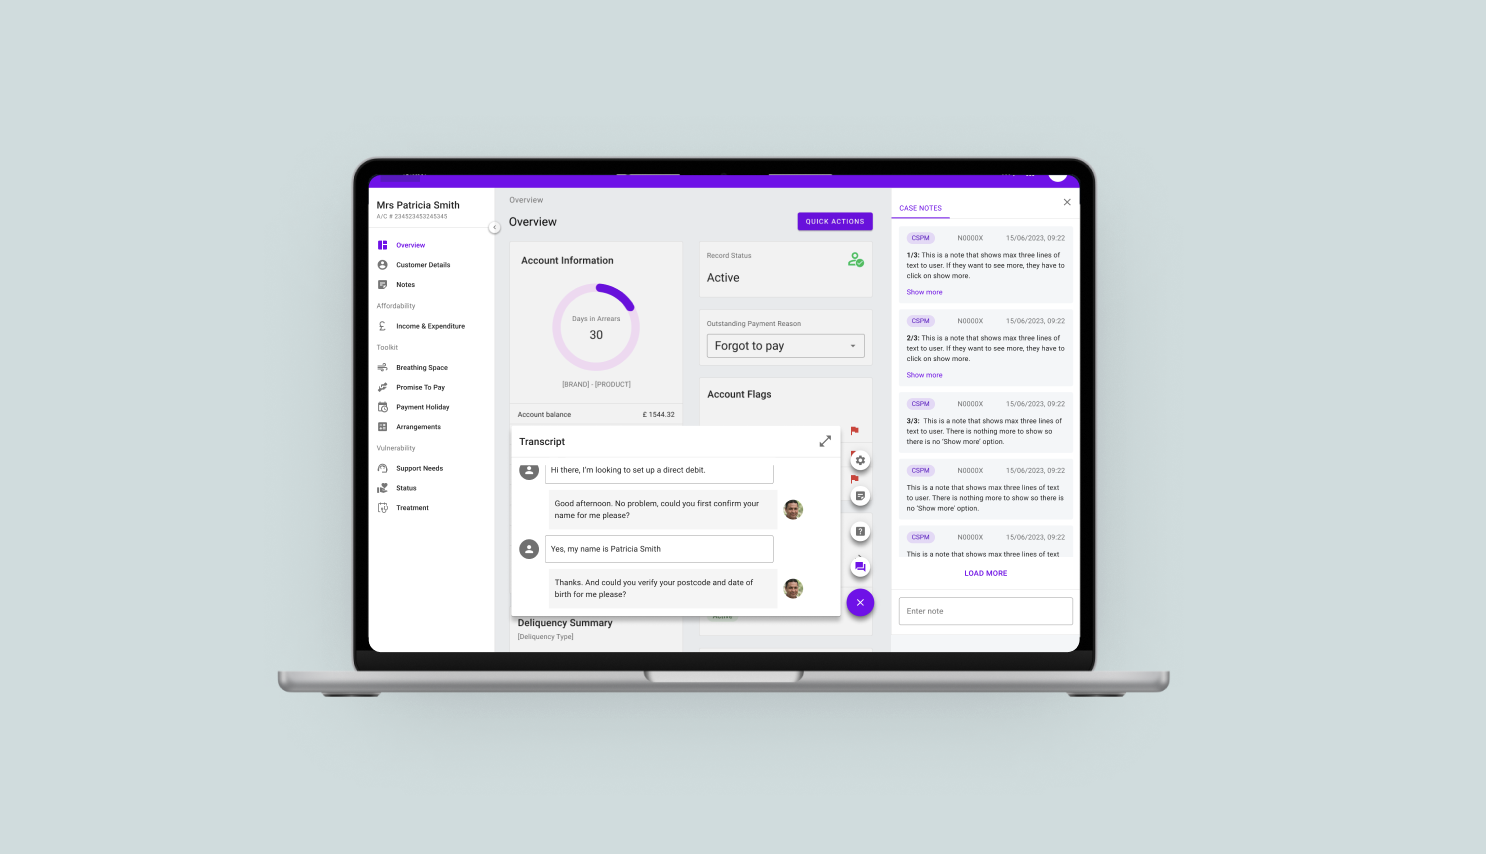 Mrs Patricia Smith
A/C # 234523453245345
Overview
Customer Details
Notes
Affordability
Income & Expenditure
Toolkit
Breathing Space
Promise To Pay
Payment Holiday
Arrangements
Vulnerability
Support Needs
Status
Treatment
Overview
Overview
QUICK ACTIONS
Account Information
Days in Arrears
30
[BRAND] - [PRODUCT]
Account balance £ 1544.32
Record Status
Active
Outstanding Payment Reason
Forgot to pay
Account Flags
Transcript
Hi there, I'm looking to set up a direct debit.
Good afternoon. No problem, could you first confirm your
name for me please?
Yes, my name is Patricia Smith
Thanks. And could you verify your postcode and date of
birth for me please?
Deliquency Summary
[Deliquency Type]
CASE NOTES
CSPM N0000X 15/06/2023, 09:22
1/3: This is a note that shows max three lines of
text to user. If they want to see more, they have to
click on show more.
Show more
CSPM N0000X 15/06/2023, 09:22
2/3: This is a note that shows max three lines of
text to user. If they want to see more, they have to
click on show more.
Show more
CSPM N0000X 15/06/2023, 09:22
3/3: This is a note that shows max three lines of
text to user. There is nothing more to show so
there is no 'Show more' option.
CSPM N0000X 15/06/2023, 09:22
This is a note that shows max three lines of text
to user. There is nothing more to show so there is
no 'Show more' option.
CSPM N0000X 15/06/2023, 09:22
This is a note that shows max three lines of text
LOAD MORE
Enter note